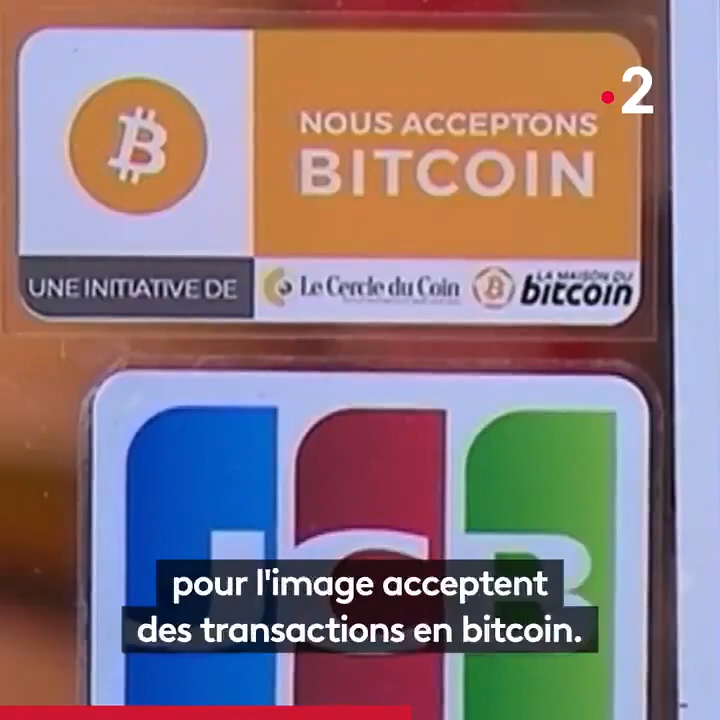 2
NOUS ACCEPTONS
BITCOIN
UNE INITIATIVE DE
Le Cercle du Coin
LA MAISON DU
bitcoin
JCB
pour l'image acceptent
des transactions en bitcoin.